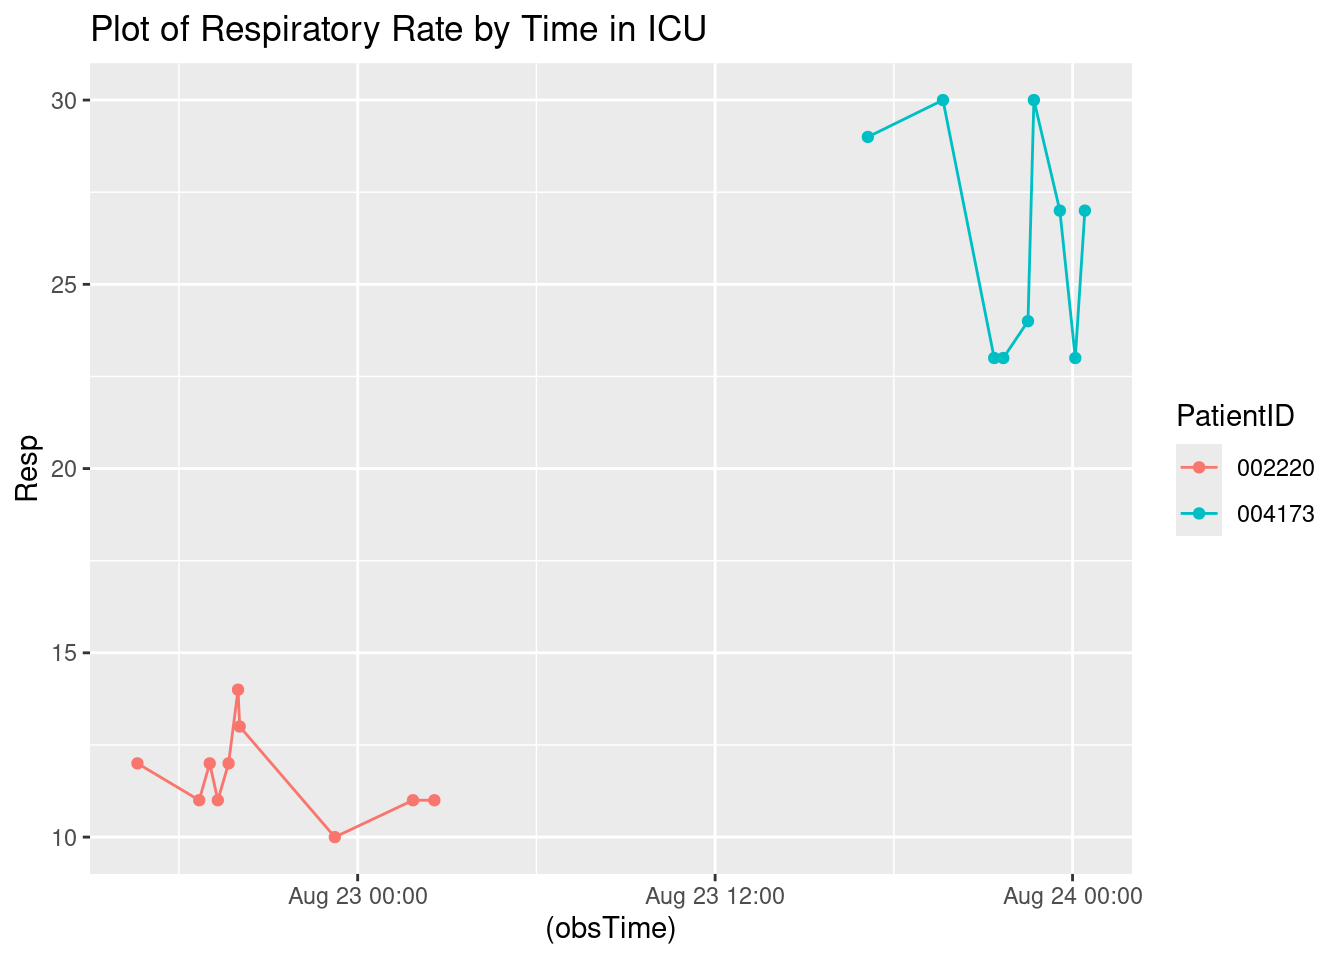 Plot of Respiratory Rate by Time in ICU
30
25
20
15
10
Resp
Aug 23 00:00
Aug 23 12:00
Aug 24 00:00
(obsTime)
PatientID
002220
004173